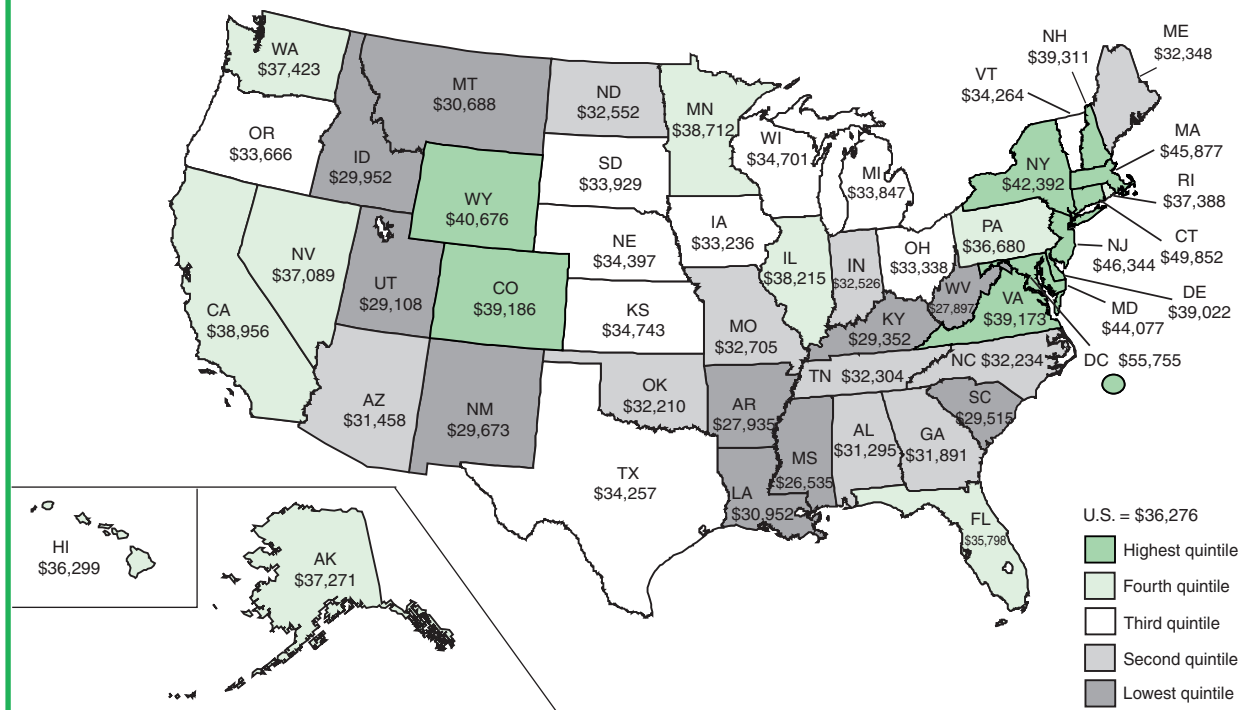 WA
$37,423
MT
$30,688
ND
$32,552
MN
$38,712
NH
$39,311
ME
$32,348
VT
$34,264
OR
$33,666
ID
$29,952
WY
$40,676
SD
$33,929
WI
$34,701
MI
$33,847
NY
$42,392
MA
$45,877
RI
$37,388
CT
$49,852
NJ
$46,344
DE
$39,022
MD
$44,077
DC $55,755
NV
$37,089
UT
$29,108
CO
$39,186
NE
$34,397
IA
$33,236
IL
$38,215
IN
$32,526
OH
$33,338
PA
$36,680
WV
$27,897
VA
$39,173
CA
$38,956
KS
$34,743
MO
$32,705
KY
$29,352
NC $32,234
TN $32,304
AZ
$31,458
NM
$29,673
OK
$32,210
AR
$27,935
SC
$29,515
MS
$26,535
AL
$31,295
GA
$31,891
TX
$34,257
LA
$30,952
FL
$35,798
HI
$36,299
AK
$37,271
U.S. = $36,276
Highest quintile
Fourth quintile
Third quintile
Second quintile
Lowest quintile